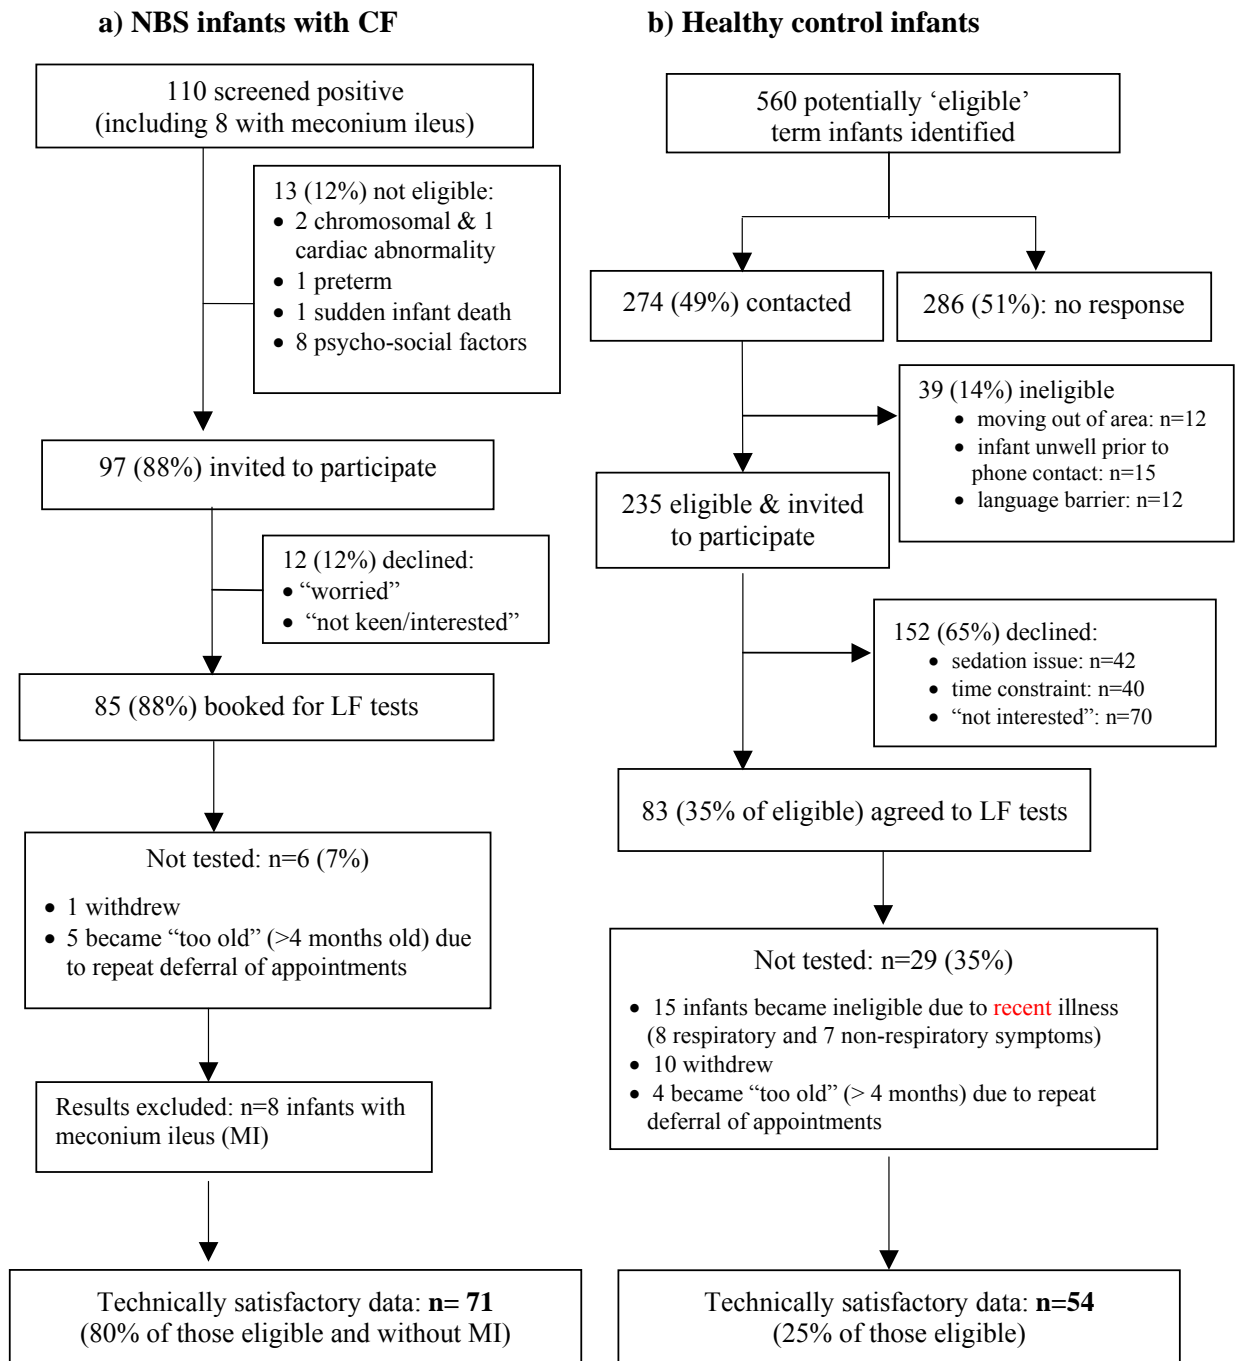 a) NBS infants with CF
110 screened positive
(including 8 with meconium ileus)
13 (12%) not eligible:
• 2 chromosomal & 1
cardiac abnormality
• 1 preterm
• 1 sudden infant death
• 8 psycho-social factors
97 (88%) invited to participate
12 (12%) declined:
• “worried”
• “not keen/interested”
85 (88%) booked for LF tests
Not tested: n=6 (7%)
• 1 withdrew
• 5 became “too old” (>4 months old) due
to repeat deferral of appointments
Results excluded: n=8 infants with
meconium ileus (MI)
Technically satisfactory data: n= 71
(80% of those eligible and without MI)
b) Healthy control infants
560 potentially ‘eligible’
term infants identified
274 (49%) contacted
286 (51%): no response
39 (14%) ineligible
• moving out of area: n=12
• infant unwell prior to
phone contact: n=15
• language barrier: n=12
235 eligible & invited
to participate
152 (65%) declined:
• sedation issue: n=42
• time constraint: n=40
• “not interested”: n=70
83 (35% of eligible) agreed to LF tests
Not tested: n=29 (35%)
• 15 infants became ineligible due to recent illness
(8 respiratory and 7 non-respiratory symptoms)
• 10 withdrew
• 4 became “too old” (> 4 months) due to repeat
deferral of appointments
Technically satisfactory data: n=54
(25% of those eligible)